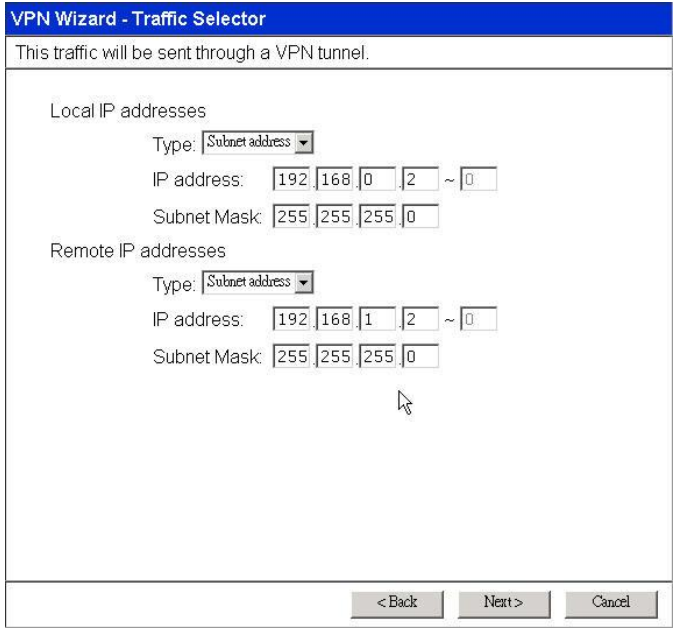 VPN Wizard - Traffic Selector
This traffic will be sent through a VPN tunnel.
Local IP addresses
Type: Subnet address
IP address: 192.168.0.2 ~ 0
Subnet Mask: 255.255.255.0
Remote IP addresses
Type: Subnet address
IP address: 192.168.1.2 ~ 0
Subnet Mask: 255.255.255.0
< Back Next > Cancel